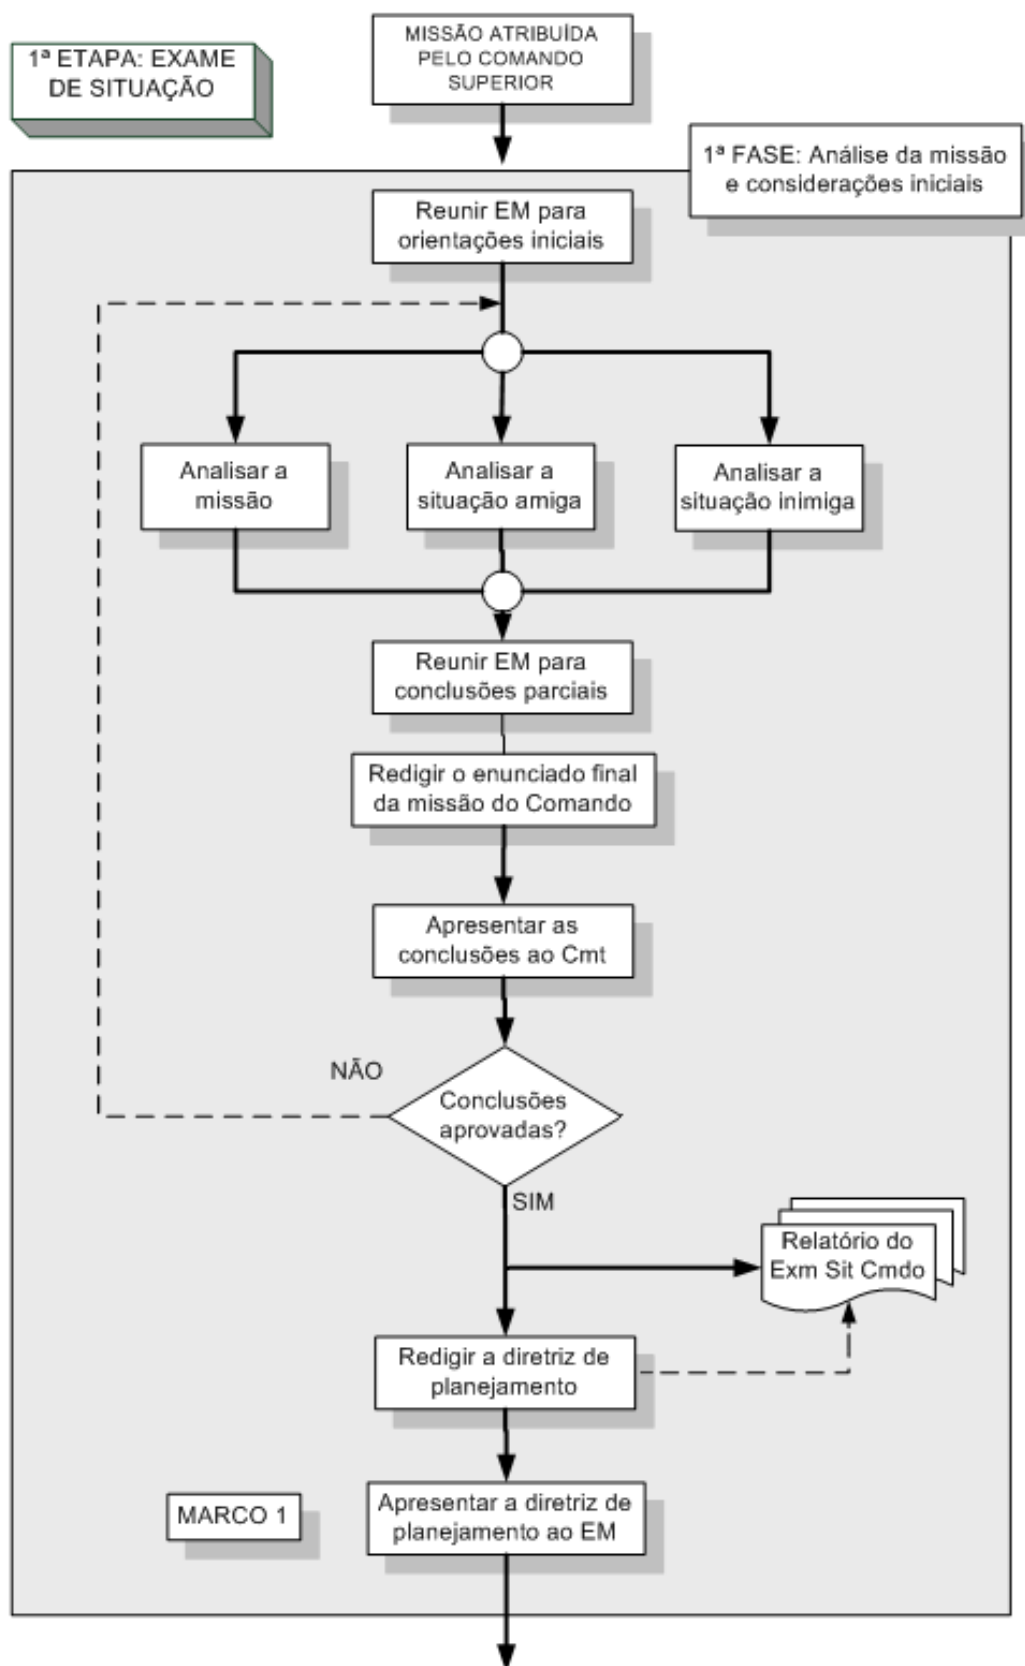 1ª ETAPA: EXAME
DE SITUAÇÃO
MISSÃO ATRIBUÍDA
PELO COMANDO
SUPERIOR
1ª FASE: Análise da missão
e considerações iniciais
Reunir EM para
orientações iniciais
Analisar a
missão
Analisar a
situação amiga
Analisar a
situação inimiga
Reunir EM para
conclusões parciais
Redigir o enunciado final
da missão do Comando
Apresentar as
conclusões ao Cmt
NÃO
Conclusões
aprovadas?
SIM
Relatório do
Exm Sit Cmdo
Redigir a diretriz de
planejamento
MARCO 1
Apresentar a diretriz de
planejamento ao EM